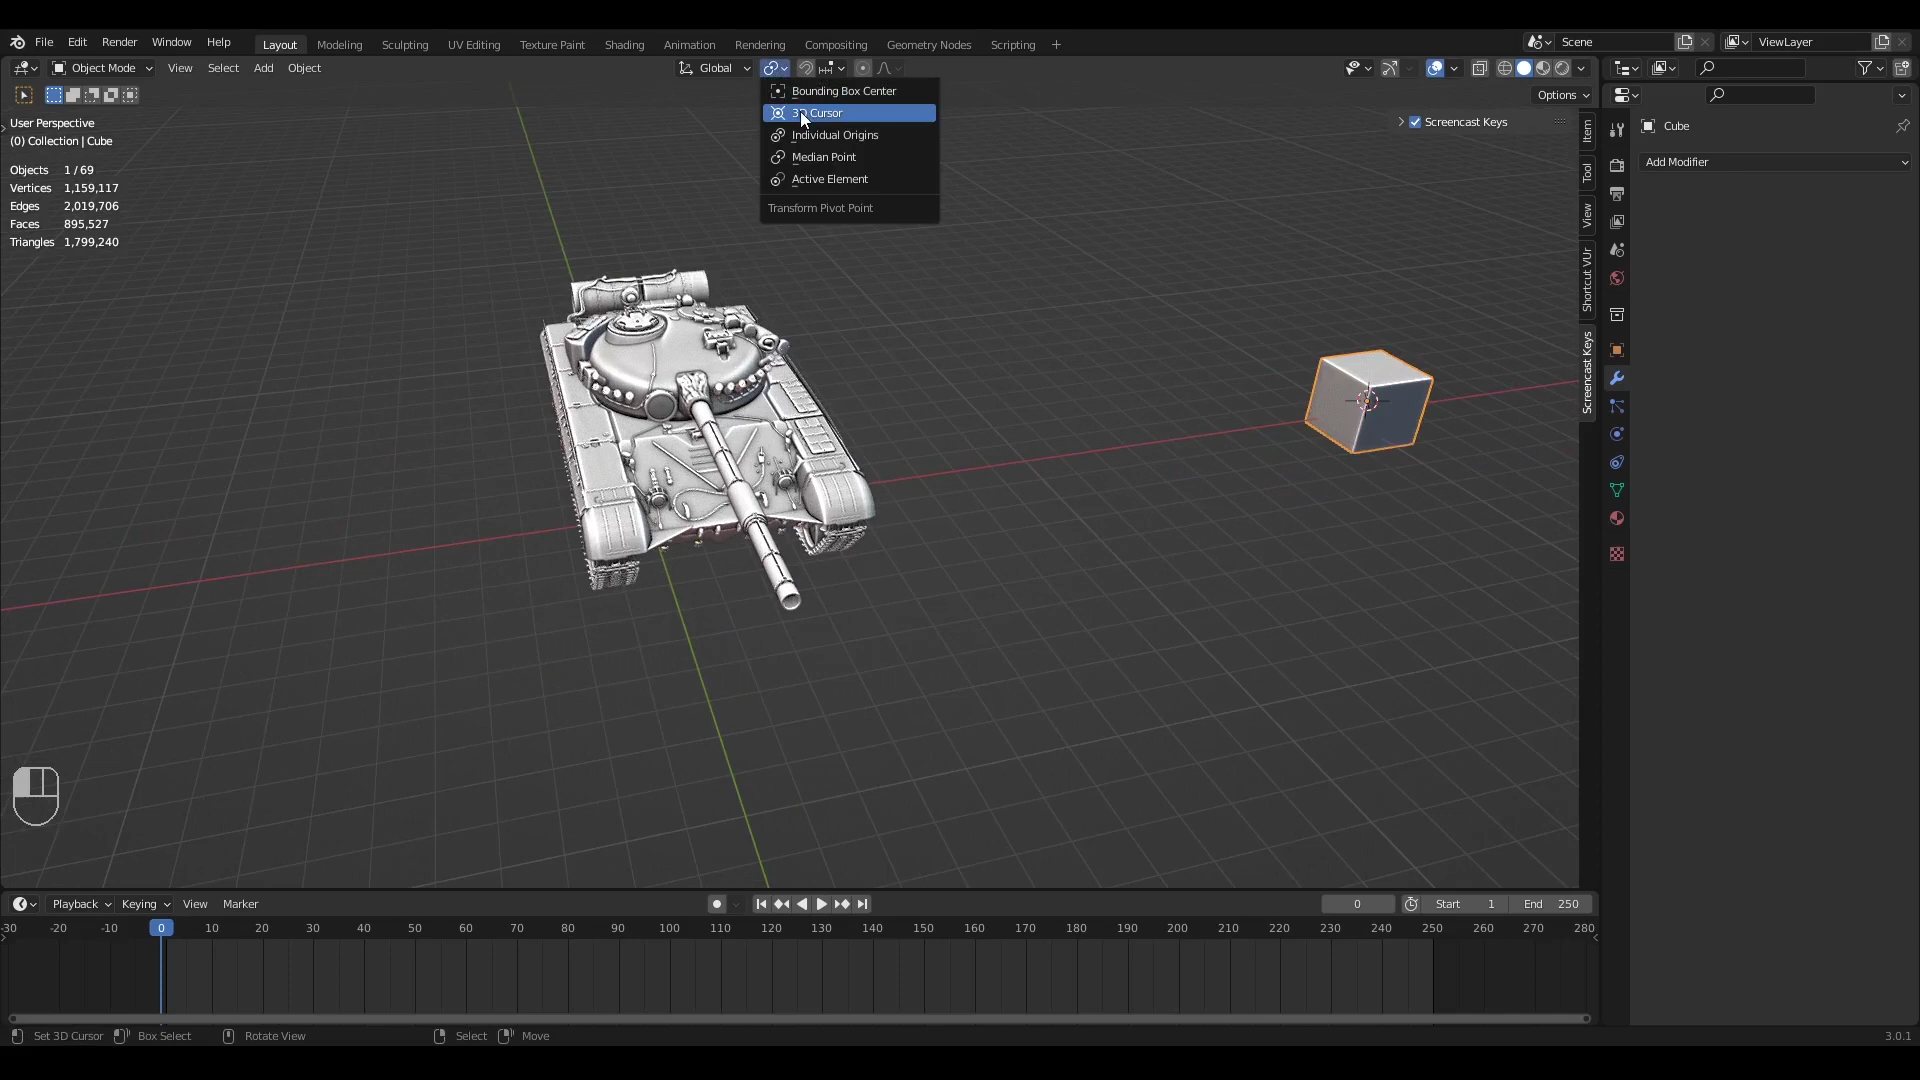 File Edit Render Window Help Layout Modeling Sculpting UV Editing Texture Paint Shading Animation Rendering Compositing Geometry Nodes Scripting + Scene ViewLayer
Object Mode View Select Add Object Global
Options
User Perspective
(0) Collection | Cube
Objects 1 / 69
Vertices 1,159,117
Edges 2,019,706
Faces 895,527
Triangles 1,799,240
Bounding Box Center
3D Cursor
Individual Origins
Median Point
Active Element
Transform Pivot Point
Screencast Keys
Item
Tool
View
Shortcut VUr
Screencast Keys
Cube
Add Modifier
Playback Keying View Marker 0 Start 1 End 250
-30 -20 -10 0 10 20 30 40 50 60 70 80 90 100 110 120 130 140 150 160 170 180 190 200 210 220 230 240 250 260 270 280
Set 3D Cursor Box Select Rotate View Select Move 3.0.1